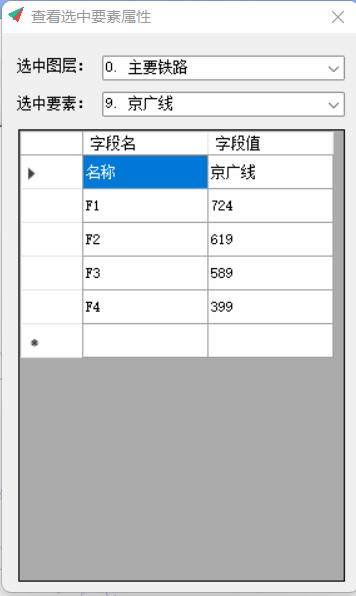 查看选中要素属性
选中图层： 0. 主要铁路
选中要素： 9. 京广线
字段名 字段值
名称 京广线
F1 724
F2 619
F3 589
F4 399